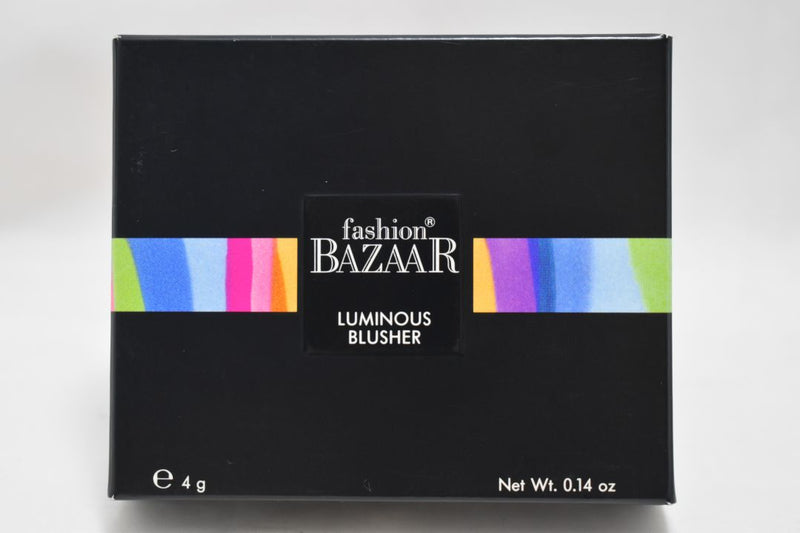 fashion®
BAZAAR
LUMINOUS
BLUSHER
℮ 4 g
Net Wt. 0.14 oz